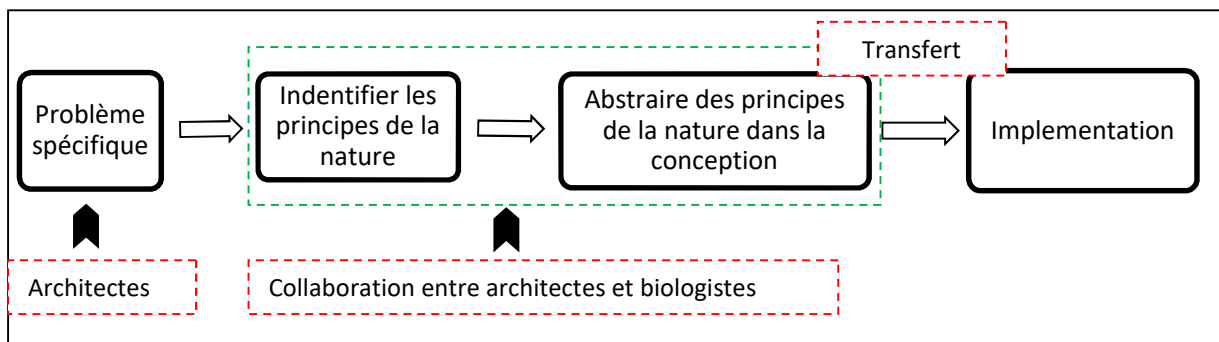 Transfert
Problème
spécifique
Indentifier les
principes de la
nature
Abstraire des principes
de la nature dans la
conception
Implementation
Architectes
Collaboration entre architectes et biologistes